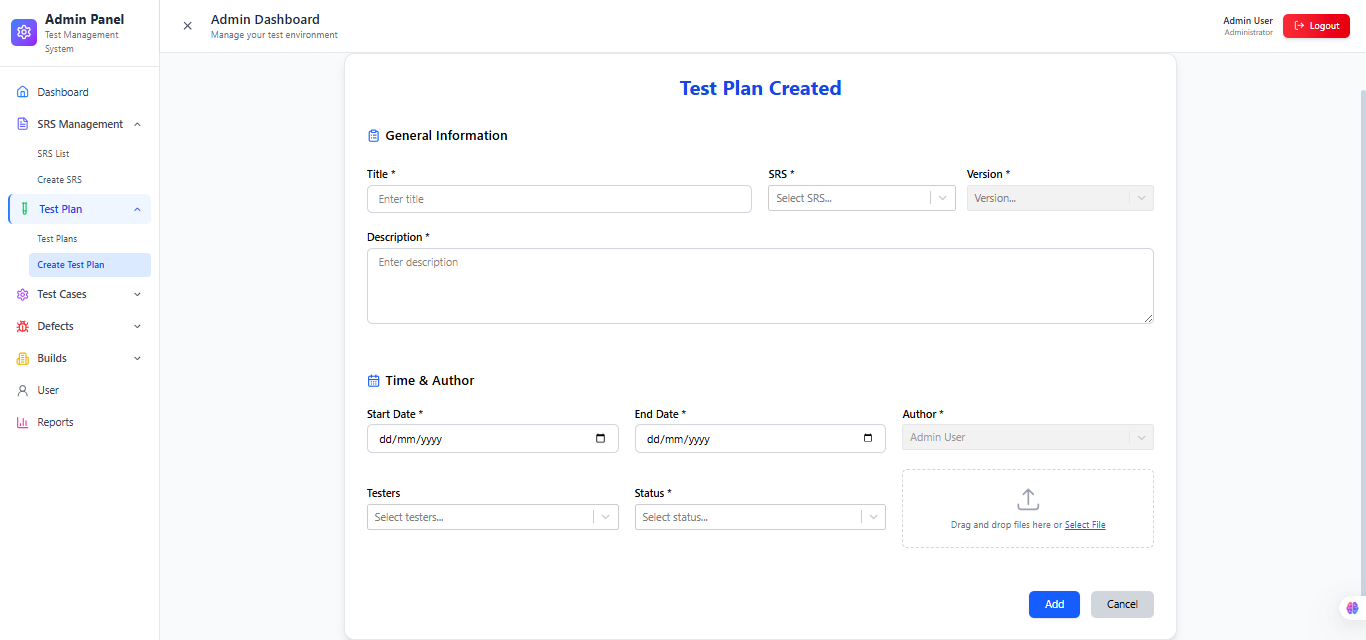 Admin Panel
Test Management
System
Admin Dashboard
Manage your test environment
Admin User
Administrator
Logout
Dashboard
SRS Management
SRS List
Create SRS
Test Plan
Test Plans
Create Test Plan
Test Cases
Defects
Builds
User
Reports
Test Plan Created
General Information
Title *
SRS *
Version *
Enter title
Select SRS...
Version...
Description *
Enter description
Time & Author
Start Date *
End Date *
Author *
dd/mm/yyyy
dd/mm/yyyy
Admin User
Testers
Status *
Select testers...
Select status...
Drag and drop files here or Select File
Add
Cancel